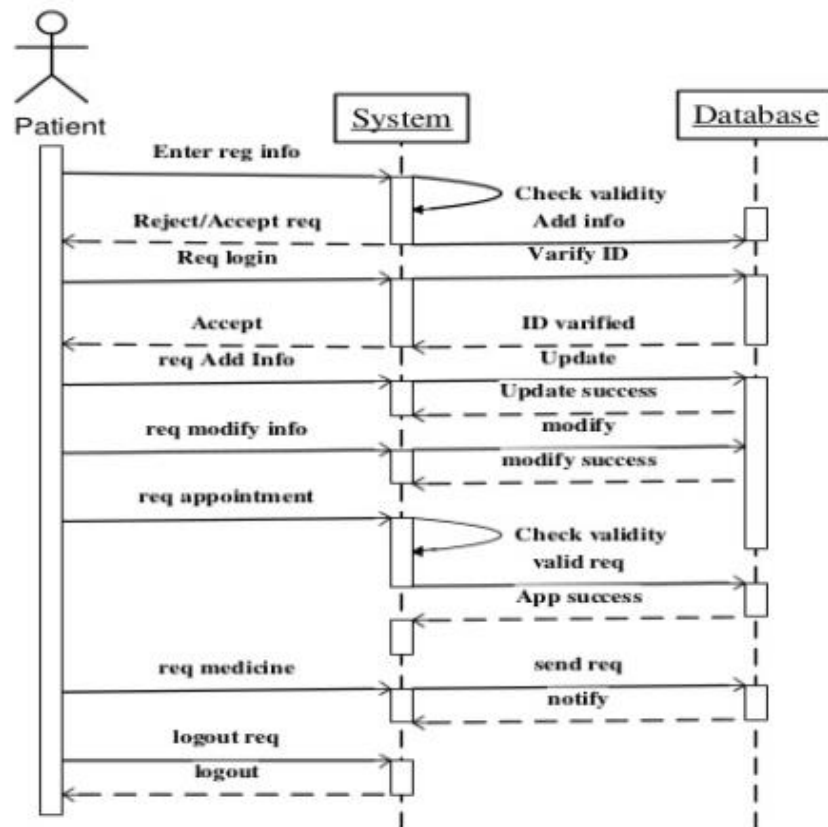 Patient
System
Database
Enter reg info
Check validity
Reject/Accept req
Add info
Req login
Varify ID
Accept
ID varified
req Add Info
Update
Update success
req modify info
modify
modify success
req appointment
Check validity
valid req
App success
req medicine
send req
notify
logout req
logout